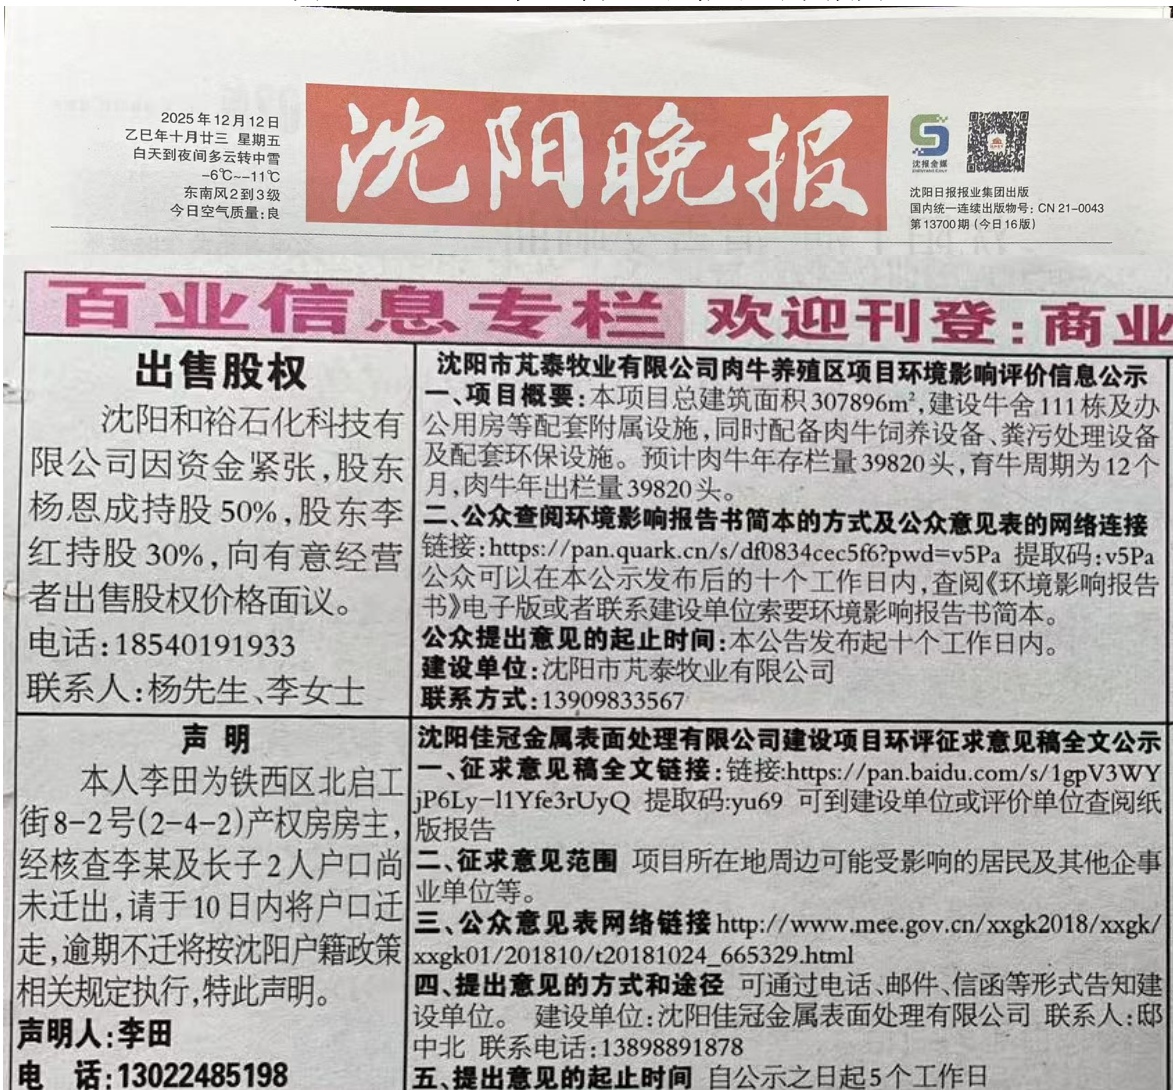 2025年12月12日
乙巳年十月廿三 星期五
白天到夜间多云转中雪
-6℃--11℃
东南风2到3级
今日空气质量:良
沈阳晚报
沈报全媒
沈阳日报报业集团出版
国内统一连续出版物号: CN 21-0043
第13700期 (今日16版)
百业信息专栏 欢迎刊登:商业
出售股权
沈阳和裕石化科技有
限公司因资金紧张,股东
杨恩成持股50%,股东李
红持股30%,向有意经营
者出售股权价格面议。
电话:18540191933
联系人:杨先生、李女士
沈阳市芃泰牧业有限公司肉牛养殖区项目环境影响评价信息公示
一、项目概要:本项目总建筑面积307896m²,建设牛舍111栋及办
公用房等配套附属设施,同时配备肉牛饲养设备、粪污处理设备
及配套环保设施。预计肉牛年存栏量39820头,育牛周期为12个
月,肉牛年出栏量39820头。
二、公众查阅环境影响报告书简本的方式及公众意见表的网络连接
链接:https://pan.quark.cn/s/df0834cec5f6?pwd=v5Pa 提取码:v5Pa
公众可以在本公示发布后的十个工作日内,查阅《环境影响报告
书》电子版或者联系建设单位索要环境影响报告书简本。
公众提出意见的起止时间:本公告发布起十个工作日内。
建设单位:沈阳市芃泰牧业有限公司
联系方式:13909833567
声 明
本人李田为铁西区北启工
街8-2号(2-4-2)产权房房主,
经核查李某及长子2人户口尚
未迁出,请于10日内将户口迁
走,逾期不迁将按沈阳户籍政策
相关规定执行,特此声明。
声明人:李田
电 话:13022485198
沈阳佳冠金属表面处理有限公司建设项目环评征求意见稿全文公示
一、征求意见稿全文链接:链接:https://pan.baidu.com/s/1gpV3WY
jP6Ly-l1Yfe3rUyQ 提取码:yu69 可到建设单位或评价单位查阅纸
版报告
二、征求意见范围 项目所在地周边可能受影响的居民及其他企事
业单位等。
三、公众意见表网络链接 http://www.mee.gov.cn/xxgk2018/xxgk/
xxgk01/201810/t20181024_665329.html
四、提出意见的方式和途径 可通过电话、邮件、信函等形式告知建
设单位。 建设单位:沈阳佳冠金属表面处理有限公司 联系人:邸
中北 联系电话:13898891878
五、提出意见的起止时间 自公示之日起5个工作日